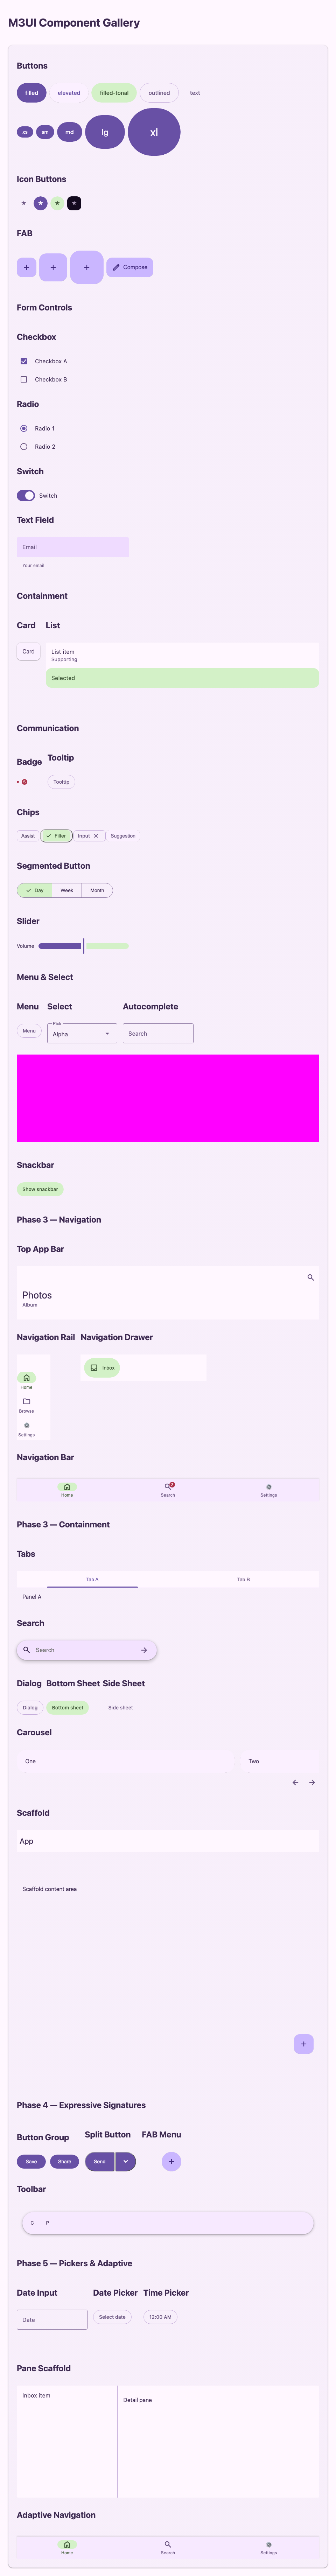 M3UI Component Gallery
Buttons
filled elevated filled-tonal outlined text
xs sm md lg xl
Icon Buttons
FAB
Compose
Form Controls
Checkbox
Checkbox A
Checkbox B
Radio
Radio 1
Radio 2
Switch
Switch
Text Field
Email
Your email
Containment
Card List
Card
List item
Supporting
Selected
Communication
Badge Tooltip
Tooltip
Chips
Assist Filter Input Suggestion
Segmented Button
Day Week Month
Slider
Volume
Menu & Select
Menu Select Autocomplete
Menu
Pick
Alpha
Search
Snackbar
Show snackbar
Phase 3 — Navigation
Top App Bar
Photos
Album
Navigation Rail Navigation Drawer
Inbox
Home
Browse
Settings
Navigation Bar
Home Search Settings
Phase 3 — Containment
Tabs
Tab A Tab B
Panel A
Search
Search
Dialog Bottom Sheet Side Sheet
Dialog Bottom sheet Side sheet
Carousel
One Two
Scaffold
App
Scaffold content area
Phase 4 — Expressive Signatures
Button Group Split Button FAB Menu
Save Share Send
Toolbar
C P
Phase 5 — Pickers & Adaptive
Date Input Date Picker Time Picker
Date Select date 12:00 AM
Pane Scaffold
Inbox item
Detail pane
Adaptive Navigation
Home Search Settings